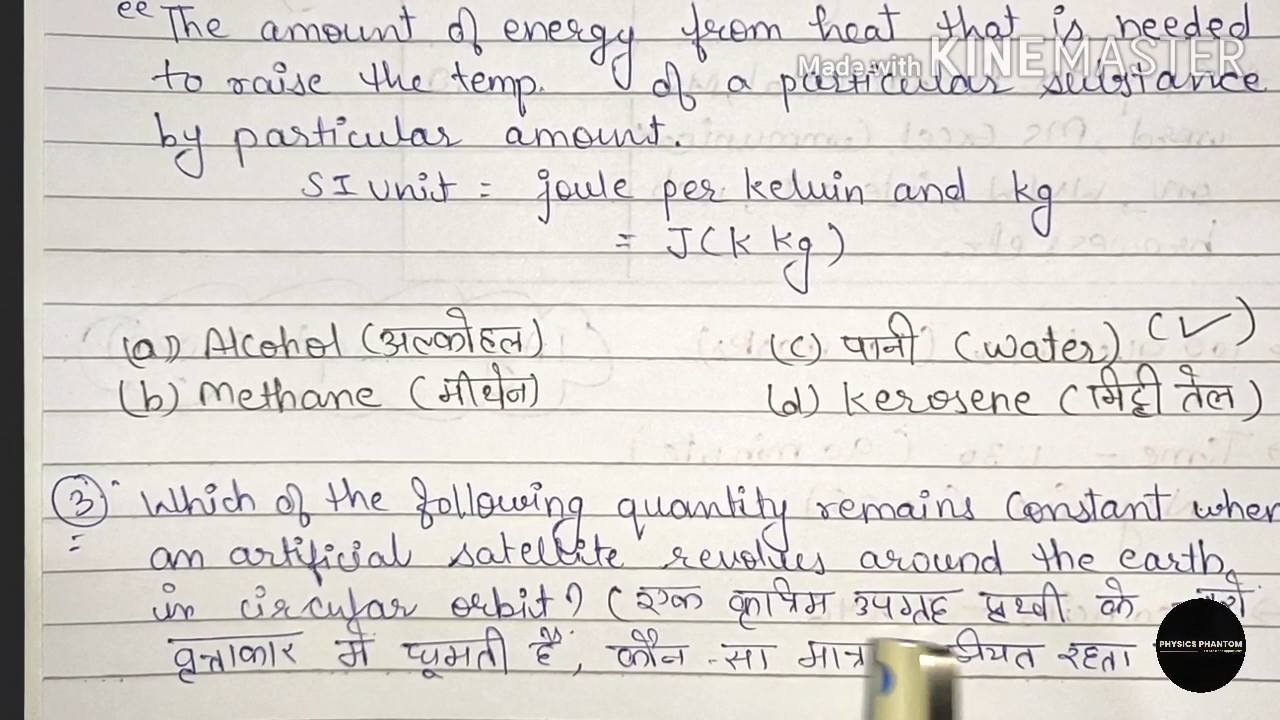 “The amount of energy from heat that is needed
Made with KINEMASTER
to raise the temp. of a particular substance
by particular amount.
SI unit = joule per kelvin and kg
= J(K kg)
(a) Alcohol (अल्कोहल)
(c) पानी (water) (✓)
(b) Methane (मीथेन)
(d) Kerosene (मिट्टी तेल)
(3) Which of the following quantity remains Constant when
an artificial satellite revolves around the earth
in circular orbit? (एक कृत्रिम उपग्रह पृथ्वी के
वृत्ताकार में घूमती है, कौन-सा रहता
PHYSICS PHANTOM